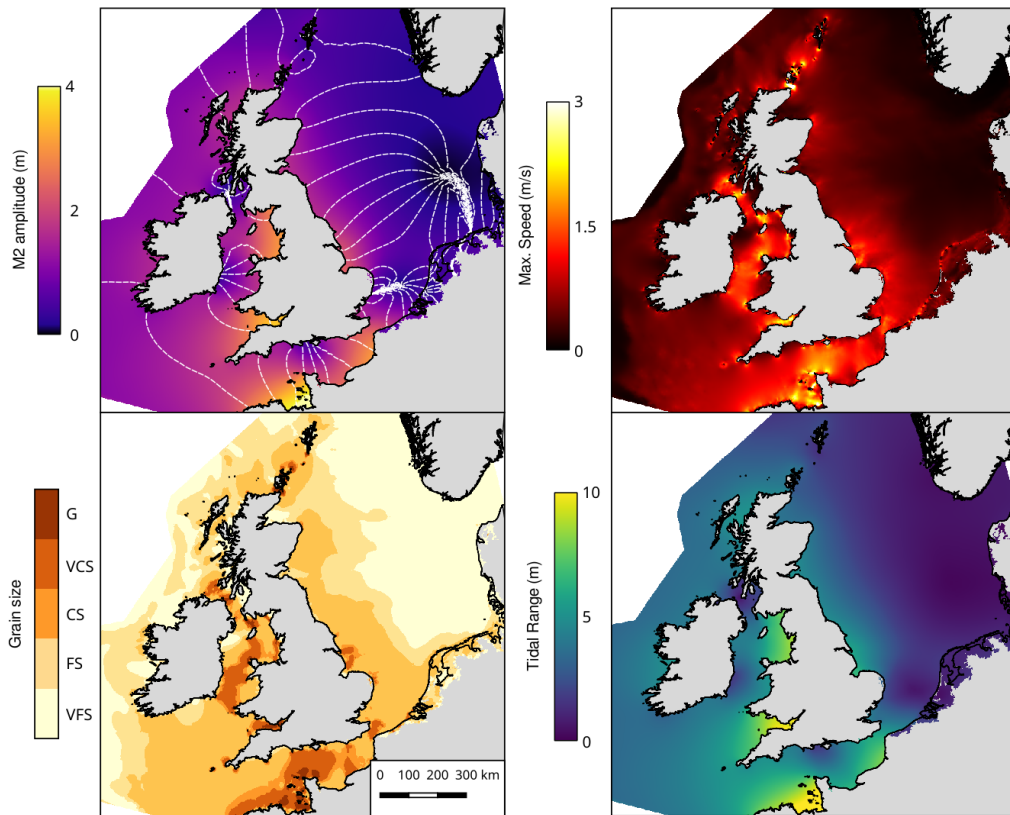 4
2
0
M2 amplitude (m)
3
1.5
0
Max. Speed (m/s)
G
VCS
CS
FS
VFS
Grain size
0 100 200 300 km
10
5
0
Tidal Range (m)